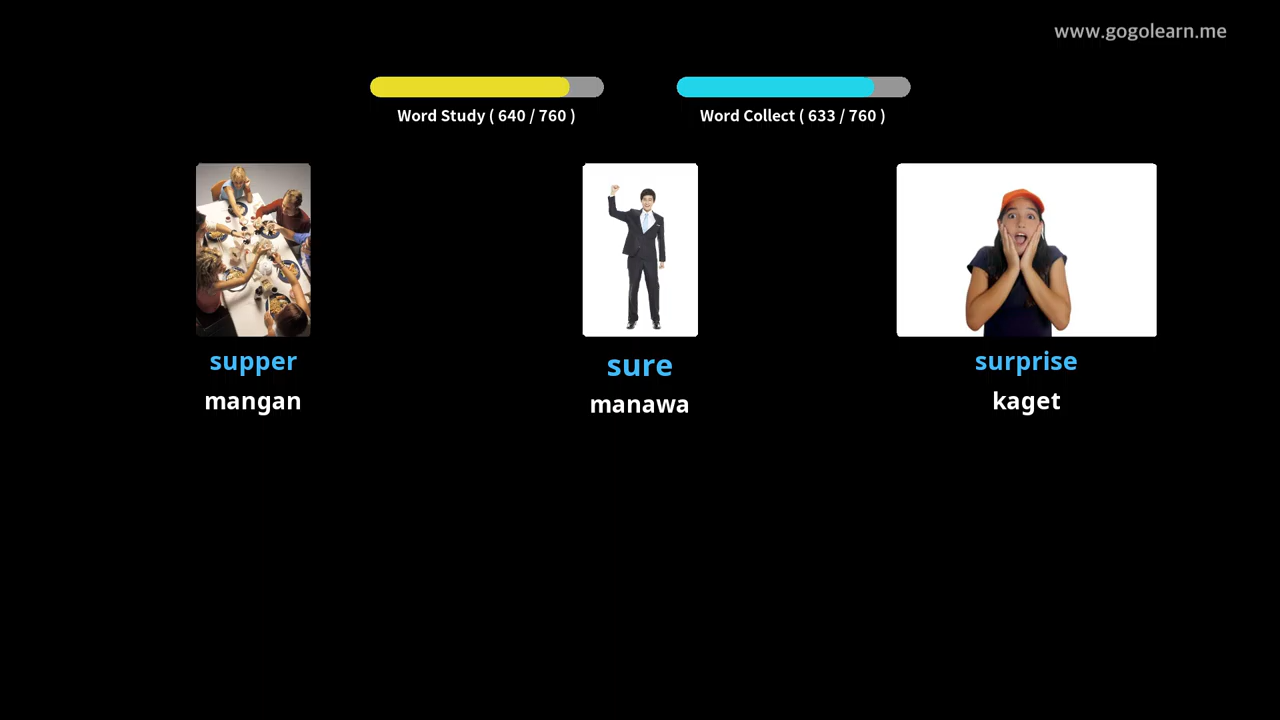 www.gogolearn.me
Word Study ( 640 / 760 )
Word Collect ( 633 / 760 )
supper
mangan
sure
manawa
surprise
kaget